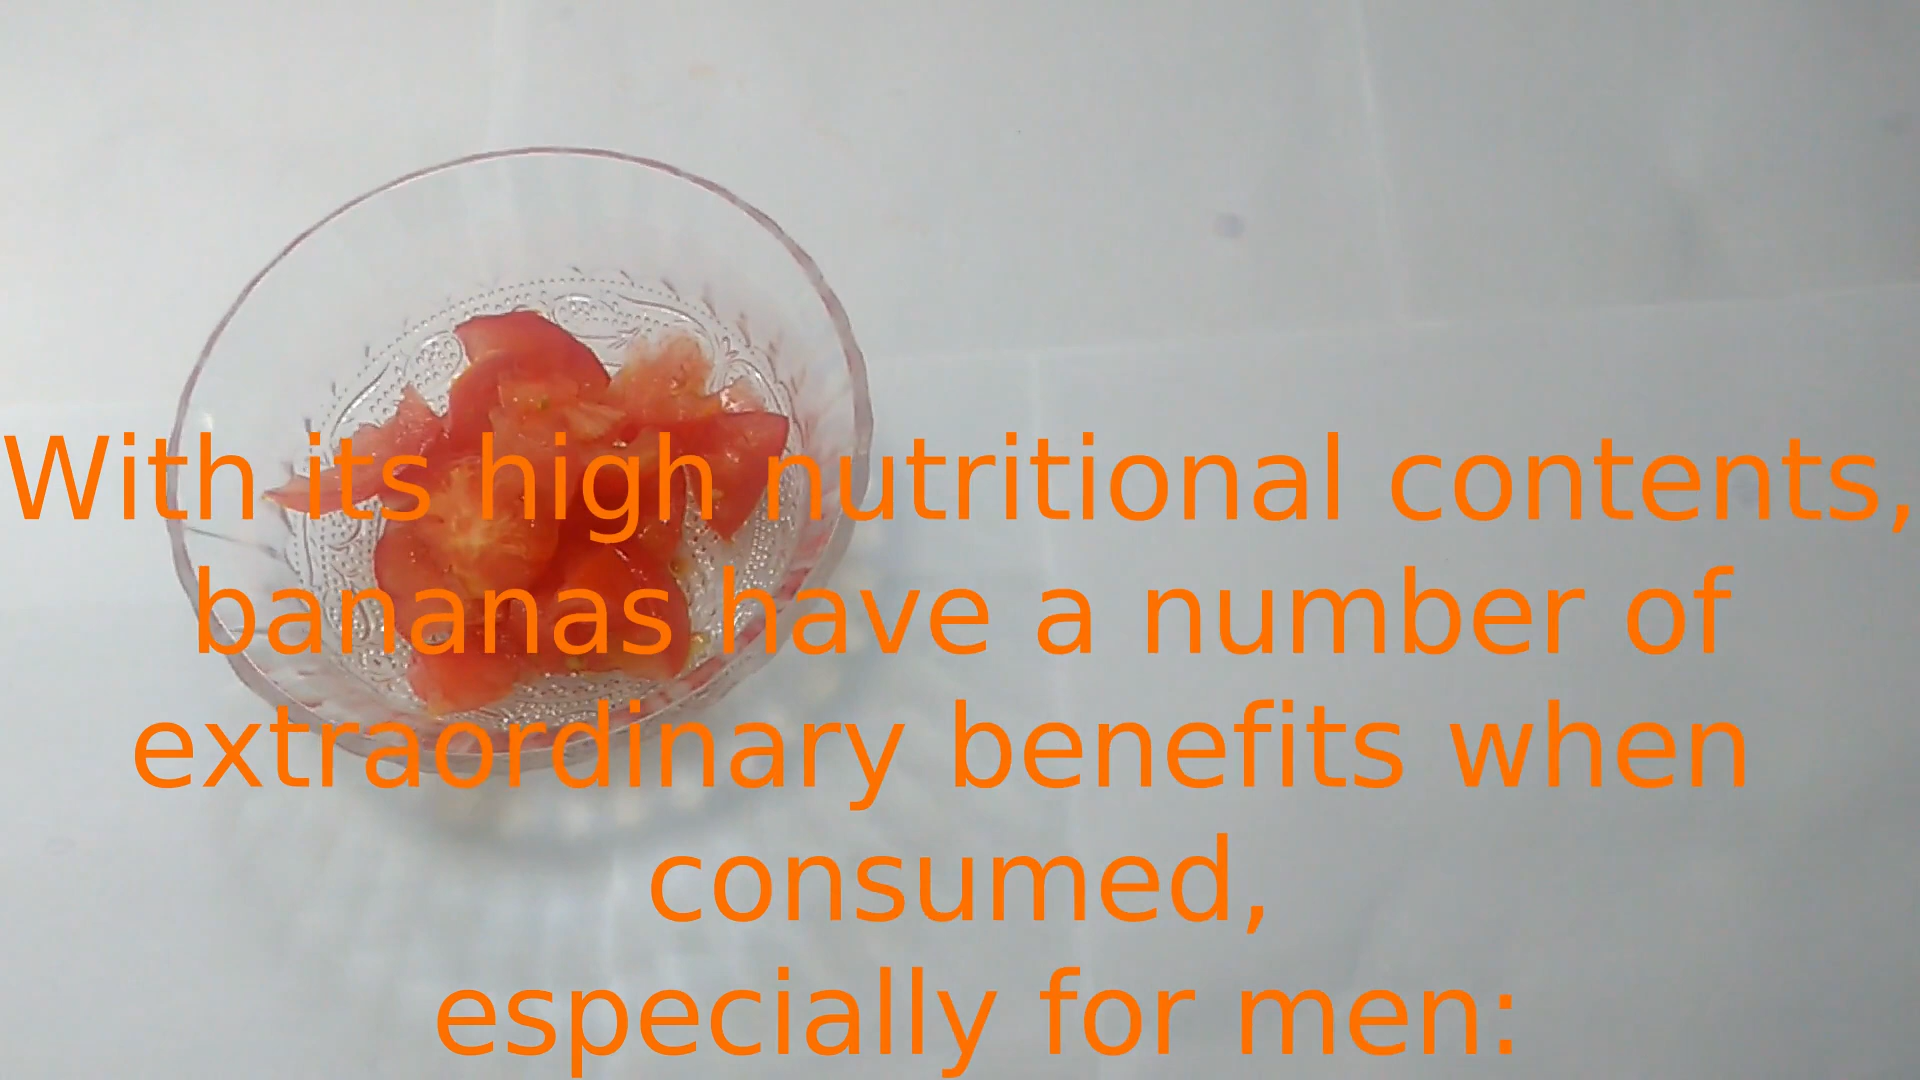 With its high nutritional contents,
bananas have a number of
extraordinary benefits when
consumed,
especially for men: